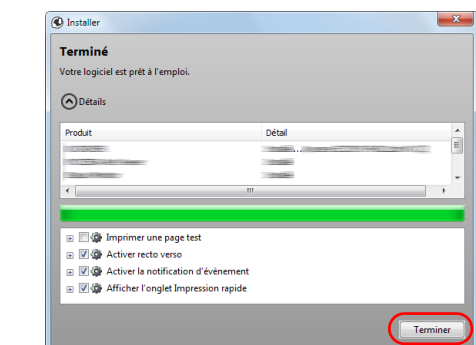 Installer
Terminé
Votre logiciel est prêt à l'emploi.
Détails
Produit Détail
Imprimer une page test
Activer recto verso
Activer la notification d'évènement
Afficher l'onglet Impression rapide
Terminer